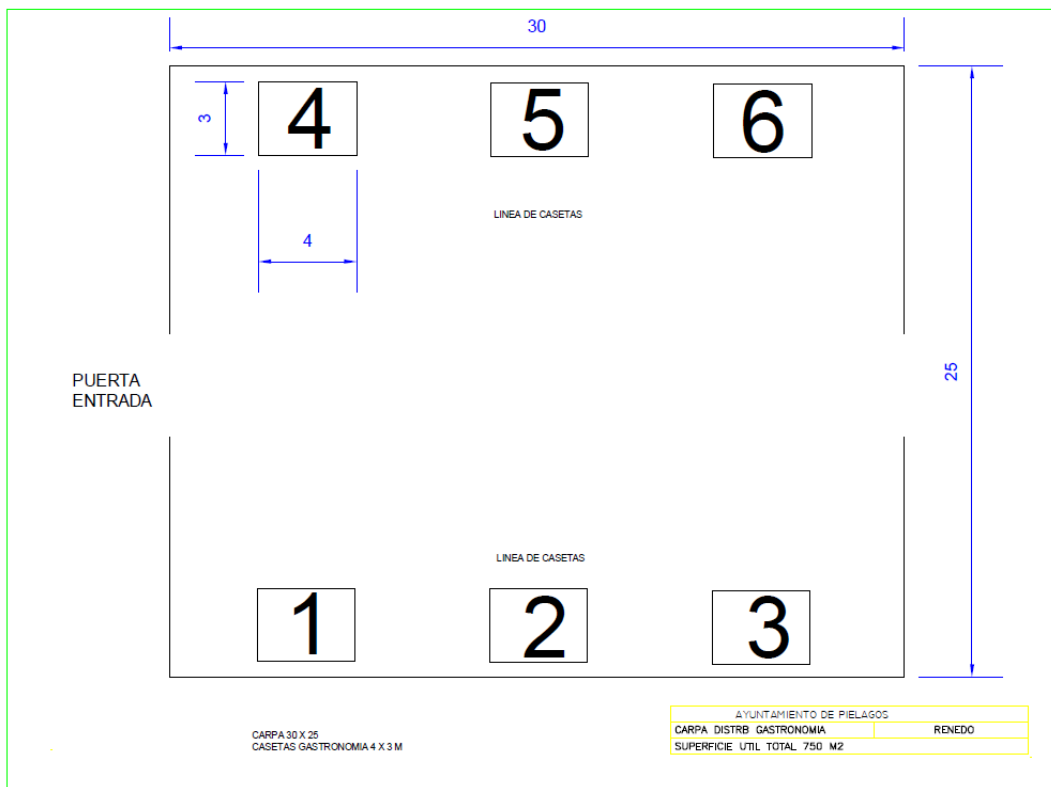 30
4
5
6
3
LINEA DE CASETAS
4
PUERTA
ENTRADA
25
LINEA DE CASETAS
1
2
3
CARPA 30 X 25
CASETAS GASTRONOMIA 4 X 3 M
AYUNTAMIENTO DE PIELAGOS
CARPA DISTRB GASTRONOMIA RENEDO
SUPERFICIE UTIL TOTAL 750 M2